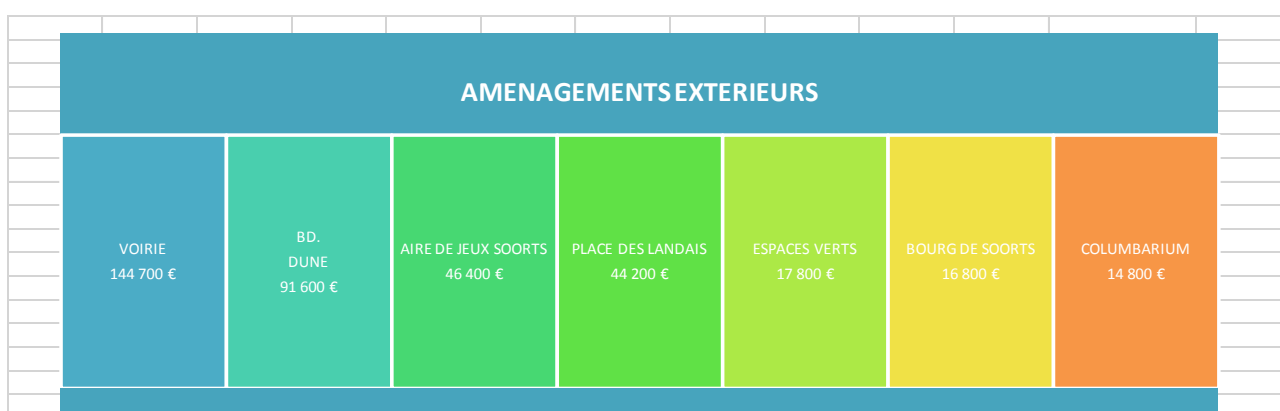 AMENAGEMENTS EXTERIEURS
VOIRIE
144 700 €
BD.
DUNE
91 600 €
AIRE DE JEUX SOORTS
46 400 €
PLACE DES LANDAIS
44 200 €
ESPACES VERTS
17 800 €
BOURG DE SOORTS
16 800 €
COLUMBARIUM
14 800 €